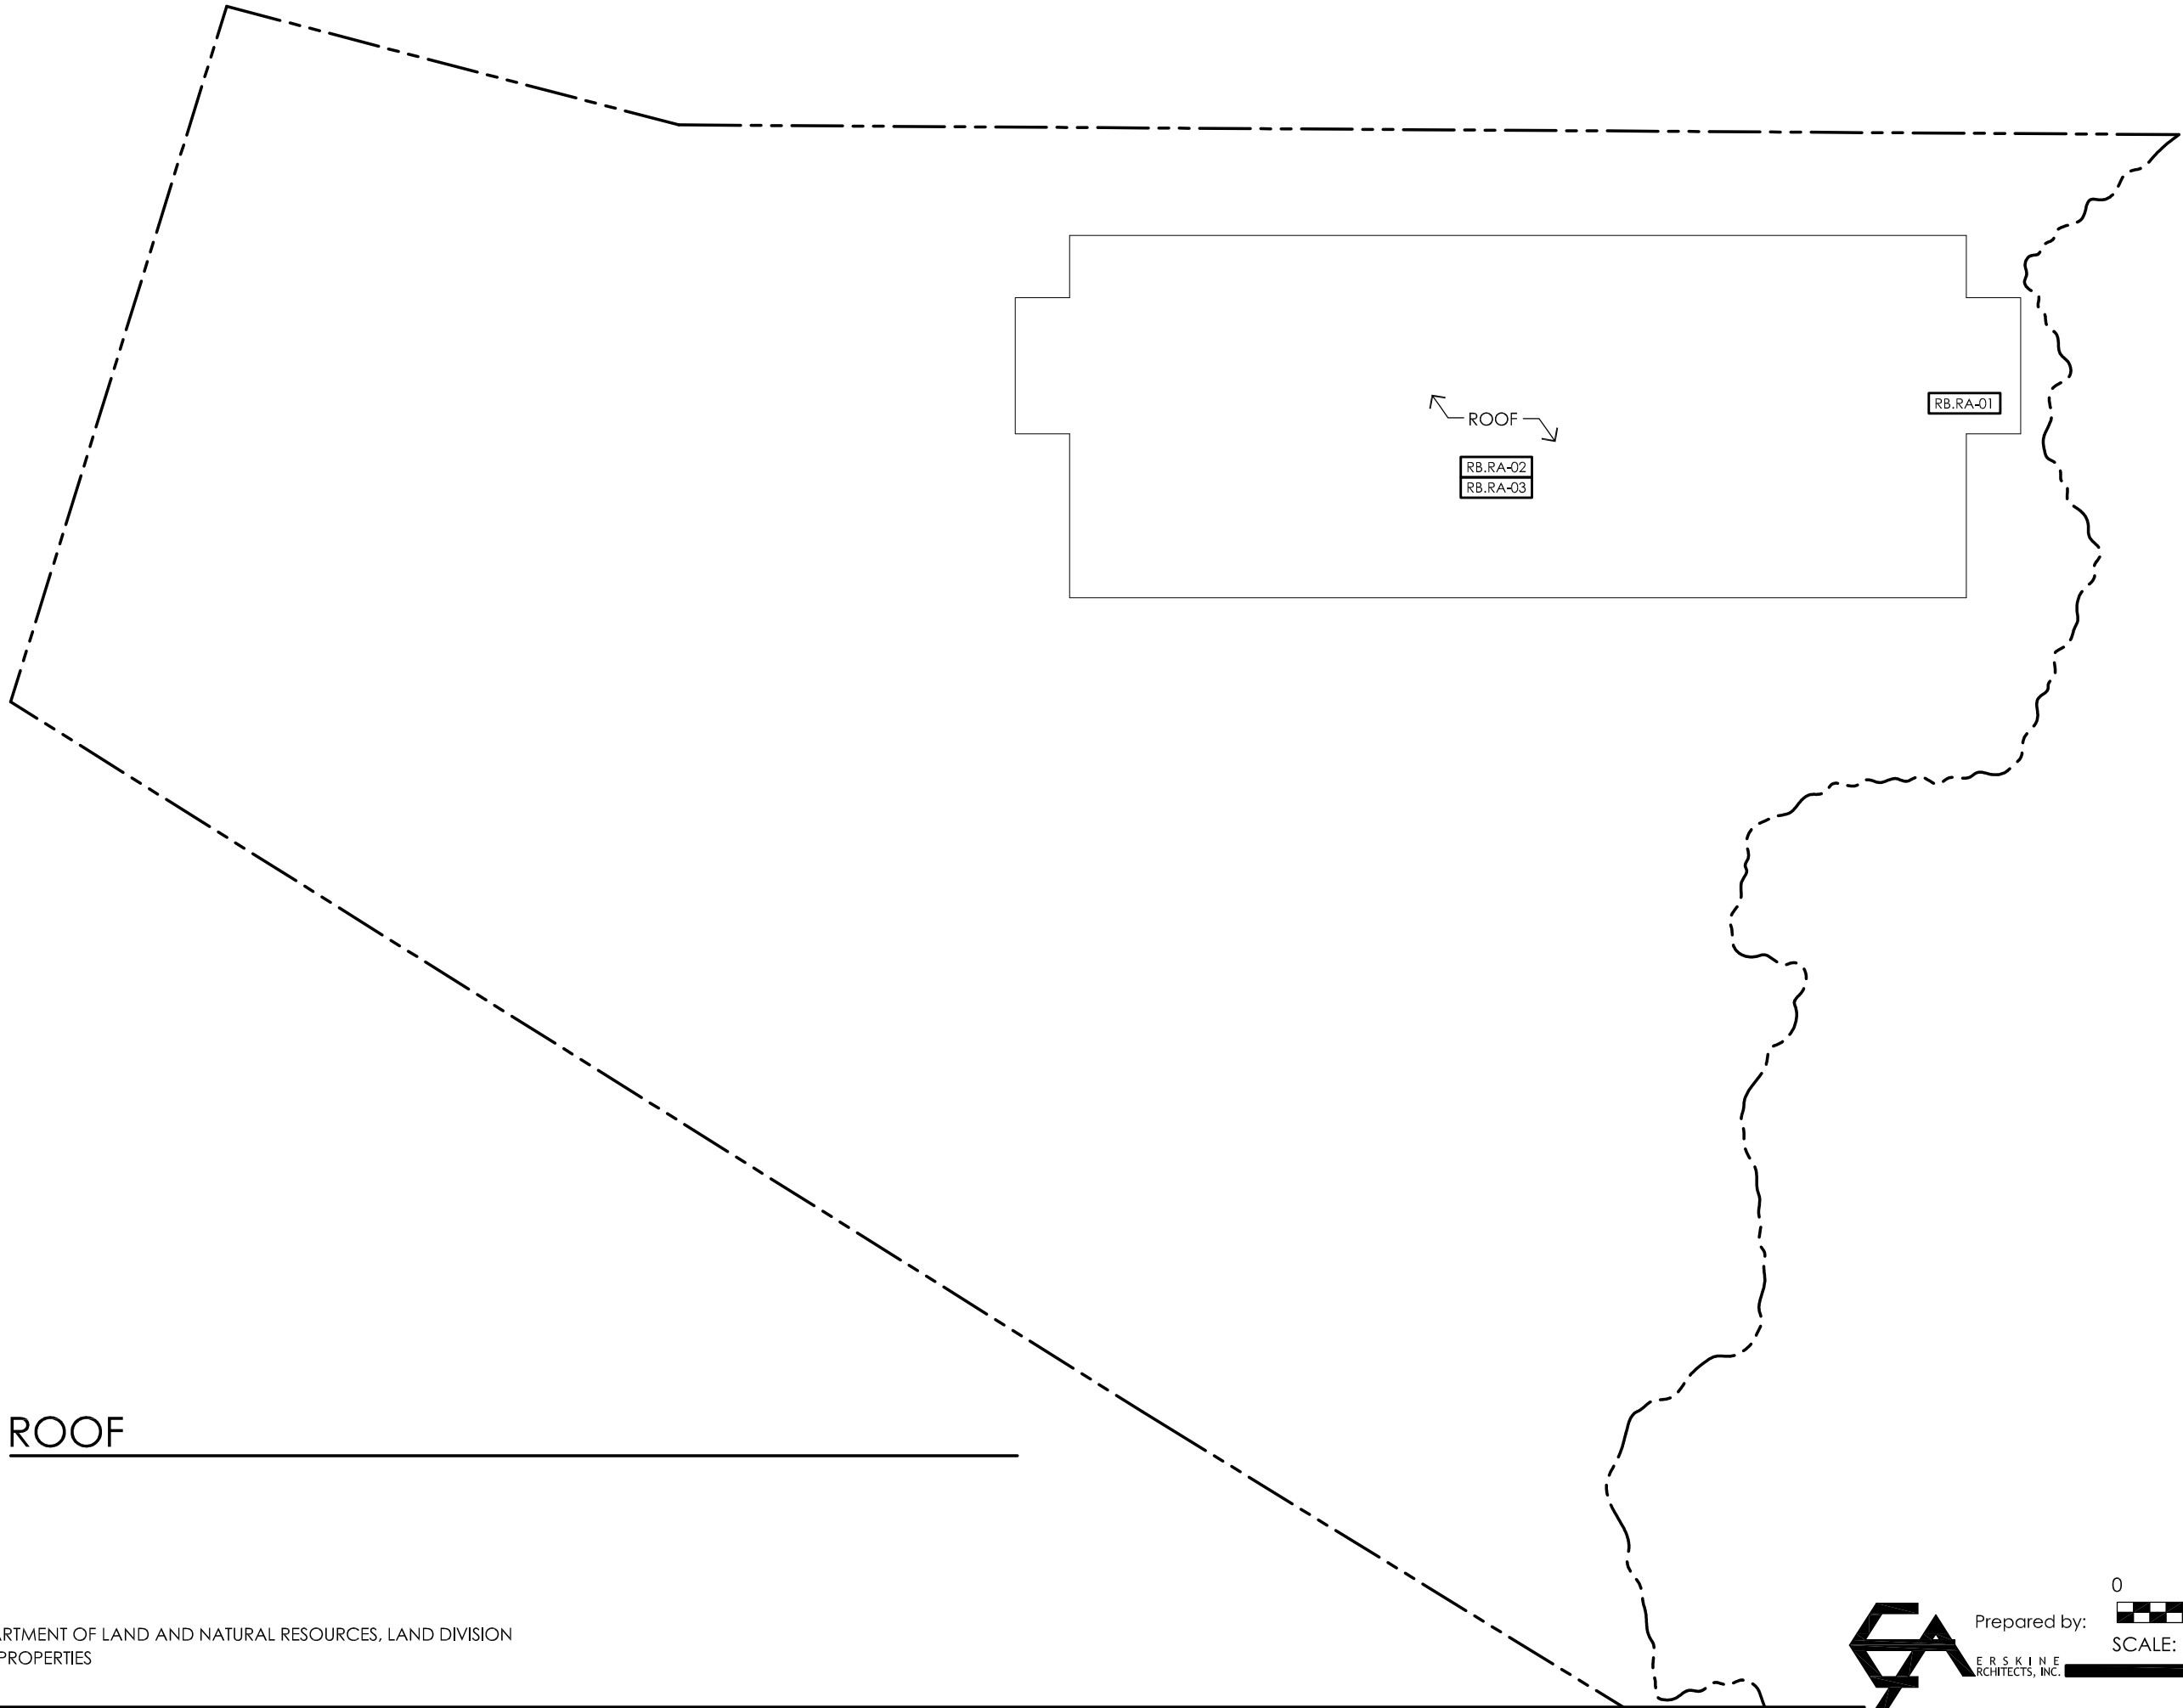 RB.RA-01
ROOF
RB.RA-02
RB.RA-03
ROOF
ARTMENT OF LAND AND NATURAL RESOURCES, LAND DIVISION
PROPERTIES
Prepared by:
ERSKINE
RCHITECTS, INC.
0
SCALE: